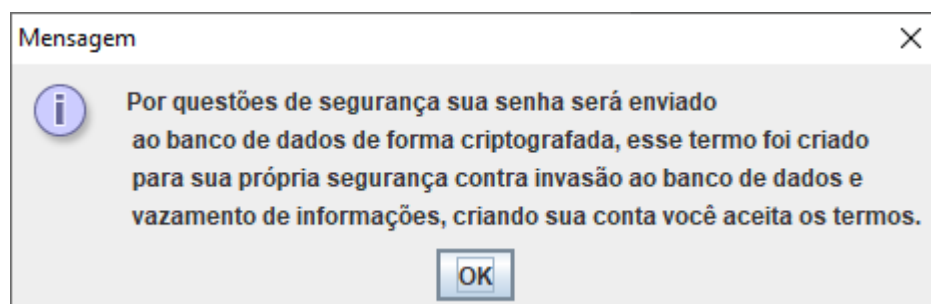 Mensagem
Por questões de segurança sua senha será enviado
ao banco de dados de forma criptografada, esse termo foi criado
para sua própria segurança contra invasão ao banco de dados e
vazamento de informações, criando sua conta você aceita os termos.
OK